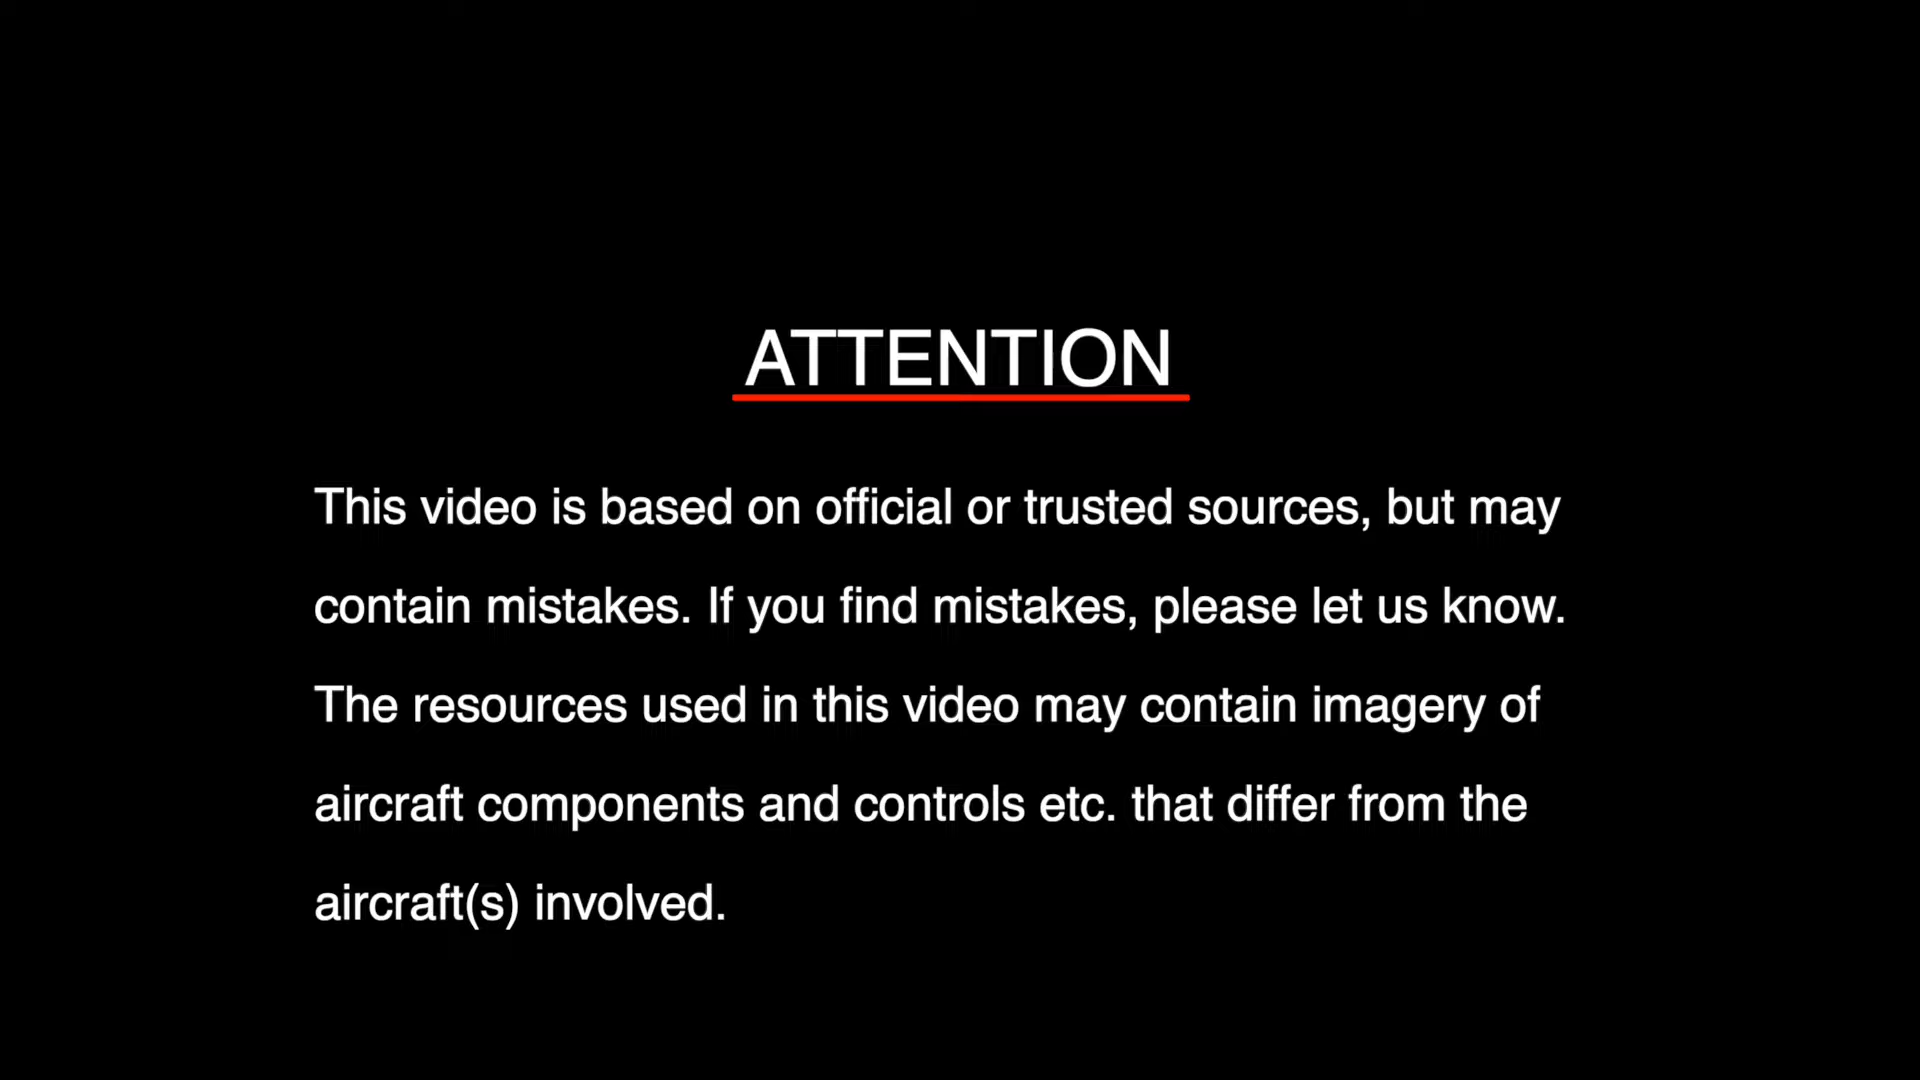 ATTENTION
This video is based on official or trusted sources, but may
contain mistakes. If you find mistakes, please let us know.
The resources used in this video may contain imagery of
aircraft components and controls etc. that differ from the
aircraft(s) involved.